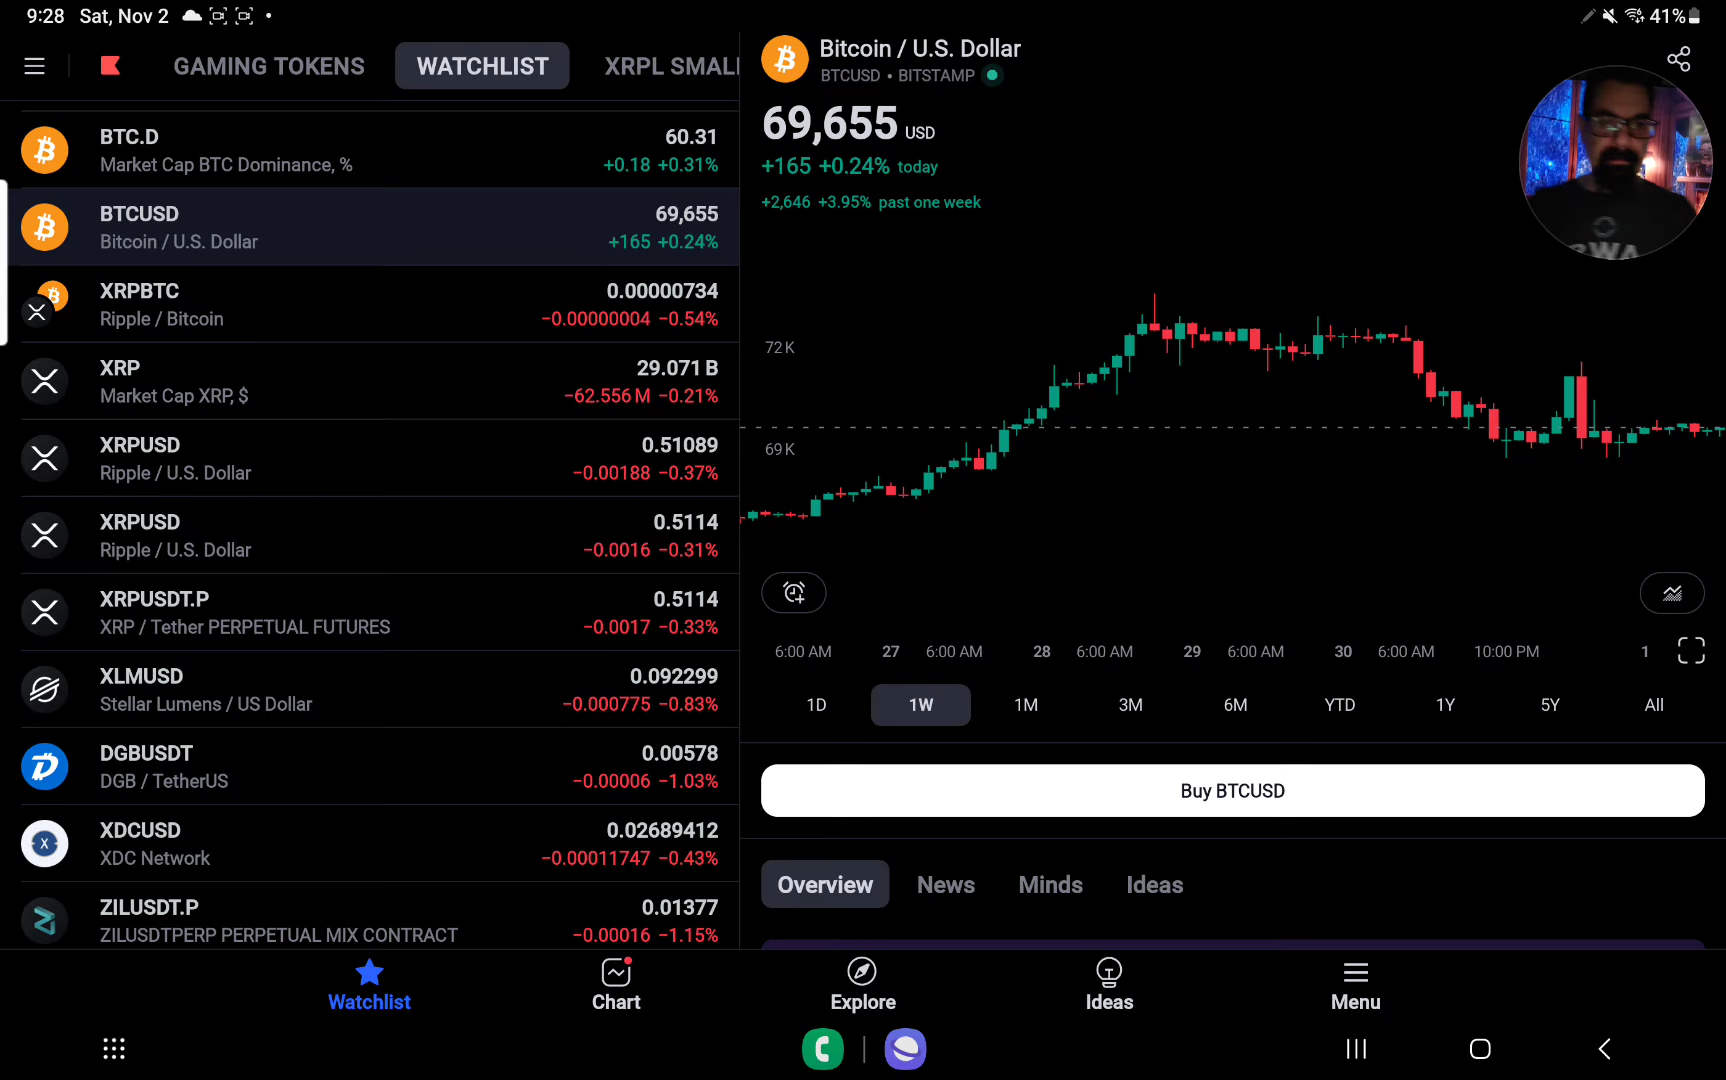 9:28 Sat, Nov 2
41%
GAMING TOKENS WATCHLIST XRPL SMAL
BTC.D 60.31
Market Cap BTC Dominance, % +0.18 +0.31%
BTCUSD 69,655
Bitcoin / U.S. Dollar +165 +0.24%
XRPBTC 0.00000734
Ripple / Bitcoin −0.00000004 −0.54%
XRP 29.071 B
Market Cap XRP, $ −62.556 M −0.21%
XRPUSD 0.51089
Ripple / U.S. Dollar −0.00188 −0.37%
XRPUSD 0.5114
Ripple / U.S. Dollar −0.0016 −0.31%
XRPUSDT.P 0.5114
XRP / Tether PERPETUAL FUTURES −0.0017 −0.33%
XLMUSD 0.092299
Stellar Lumens / US Dollar −0.000775 −0.83%
DGBUSDT 0.00578
DGB / TetherUS −0.00006 −1.03%
XDCUSD 0.02689412
XDC Network −0.00011747 −0.43%
ZILUSDT.P 0.01377
ZILUSDTPERP PERPETUAL MIX CONTRACT −0.00016 −1.15%
Bitcoin / U.S. Dollar
BTCUSD • BITSTAMP
69,655 USD
+165 +0.24% today
+2,646 +3.95% past one week
72 K
69 K
6:00 AM 27 6:00 AM 28 6:00 AM 29 6:00 AM 30 6:00 AM 10:00 PM 1
1D 1W 1M 3M 6M YTD 1Y 5Y All
Buy BTCUSD
Overview News Minds Ideas
Watchlist Chart Explore Ideas Menu